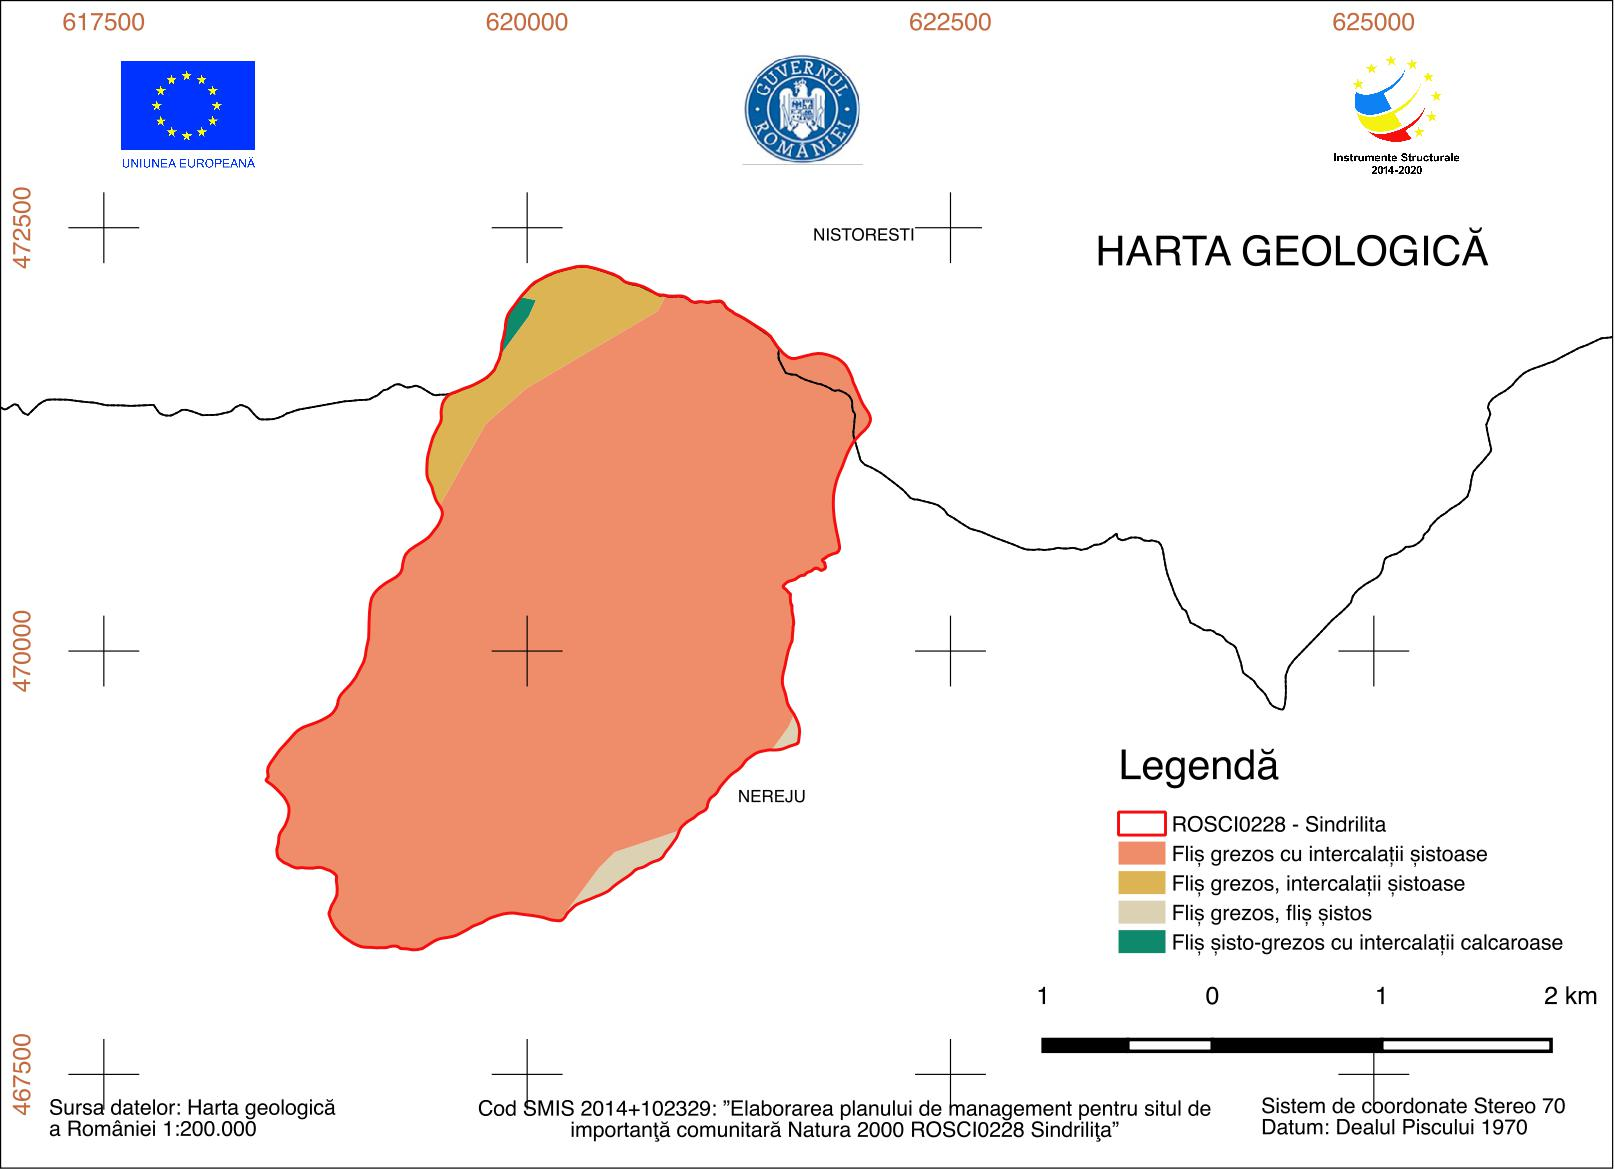 617500
620000
622500
625000
GUVERNUL ROMÂNIEI
UNIUNEA EUROPEANĂ
Instrumente Structurale
2014-2020
472500
NISTORESTI
HARTA GEOLOGICĂ
470000
NEREJU
Legendă
ROSCI0228 - Sindrilita
Fliș grezos cu intercalații șistoase
Fliș grezos, intercalații șistoase
Fliș grezos, fliș șistos
Fliș șisto-grezos cu intercalații calcaroase
1 0 1 2 km
467500
Sursa datelor: Harta geologică
a României 1:200.000
Cod SMIS 2014+102329: ”Elaborarea planului de management pentru situl de
importanţă comunitară Natura 2000 ROSCI0228 Sindriliţa”
Sistem de coordonate Stereo 70
Datum: Dealul Piscului 1970